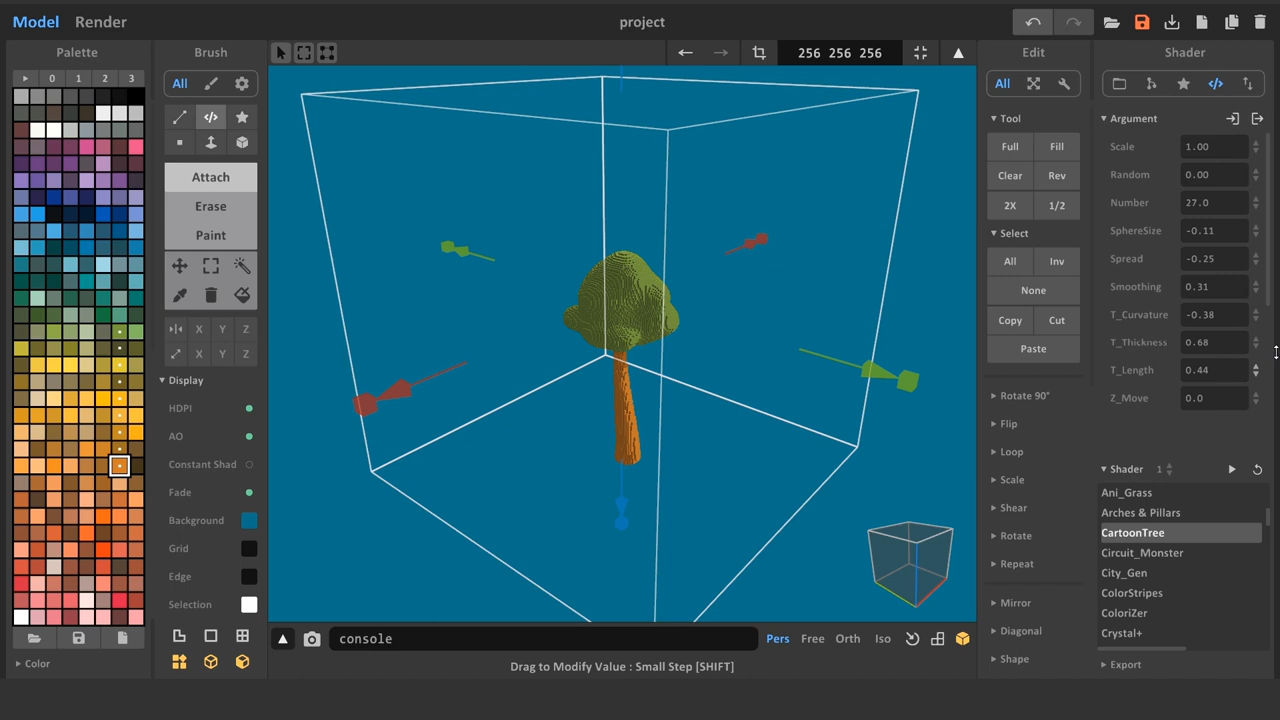 Model Render project
Palette Brush 256 256 256 Edit Shader
0 1 2 3
All
All
Tool
Argument
Full Fill
Scale 1.00
Clear Rev
Random 0.00
Attach
2X 1/2
Number 27.0
Erase
Select
SphereSize -0.11
Paint
All Inv
Spread -0.25
None
Smoothing 0.31
Copy Cut
T_Curvature -0.38
X Y Z
Paste
T_Thickness 0.68
X Y Z
T_Length 0.44
Display
Rotate 90°
Z_Move 0.0
HDPI
Flip
AO
Loop
Constant Shad
Scale
Shader 1
Fade
Shear
Ani_Grass
Background
Rotate
Arches & Pillars
Grid
Repeat
CartoonTree
Edge
Mirror
Circuit_Monster
Selection
Diagonal
City_Gen
Shape
ColorStripes
ColoriZer
Crystal+
console
Pers Free Orth Iso
Color
Drag to Modify Value : Small Step [SHIFT]
Export